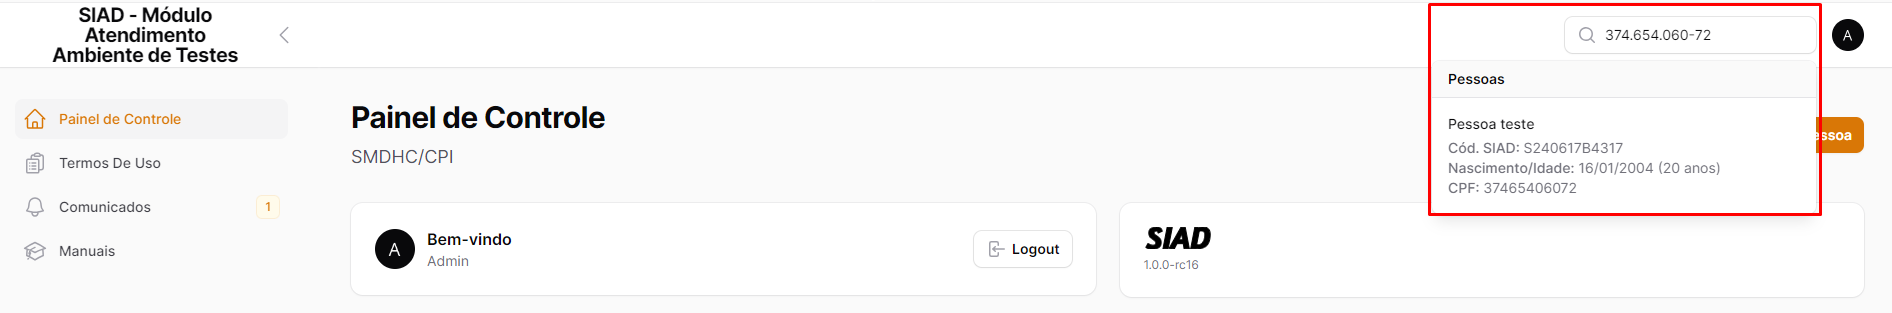 SIAD - Módulo
Atendimento
Ambiente de Testes
374.654.060-72
A
Pessoas
Pessoa teste
Cód. SIAD: S240617B4317
Nascimento/Idade: 16/01/2004 (20 anos)
CPF: 37465406072
Painel de Controle
Termos De Uso
Comunicados
1
Manuais
Painel de Controle
SMDHC/CPI
A
Bem-vindo
Admin
Logout
SIAD
1.0.0-rc16